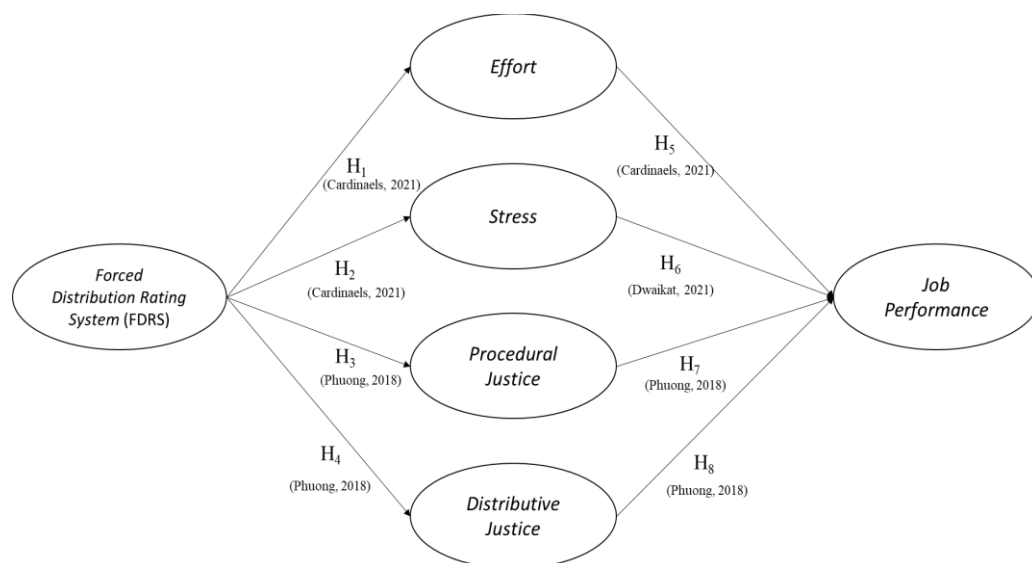 Effort
H₁
(Cardinaels, 2021)
H₅
(Cardinaels, 2021)
Stress
H₂
(Cardinaels, 2021)
H₆
(Dwaikat, 2021)
Forced
Distribution Rating
System (FDRS)
Job
Performance
H₃
(Phuong, 2018)
Procedural
Justice
H₇
(Phuong, 2018)
H₄
(Phuong, 2018)
H₈
(Phuong, 2018)
Distributive
Justice